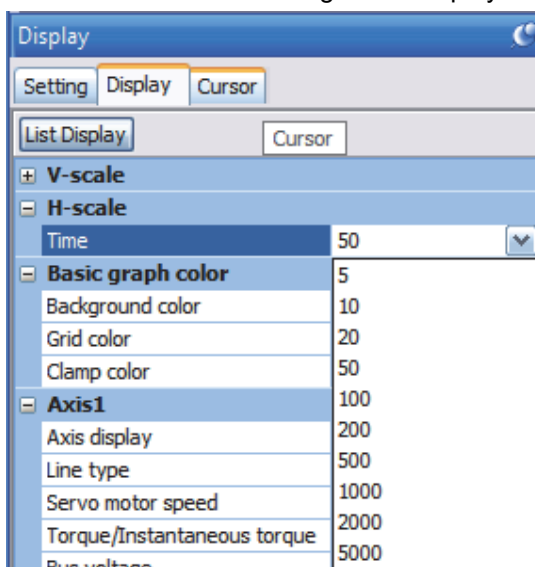 Display
Setting Display Cursor
List Display Cursor
V-scale
H-scale
Time 50
Basic graph color 5
Background color 10
Grid color 20
Clamp color 50
Axis1 100
Axis display 200
Line type 500
Servo motor speed 1000
Torque/Instantaneous torque 2000
Bus voltage 5000